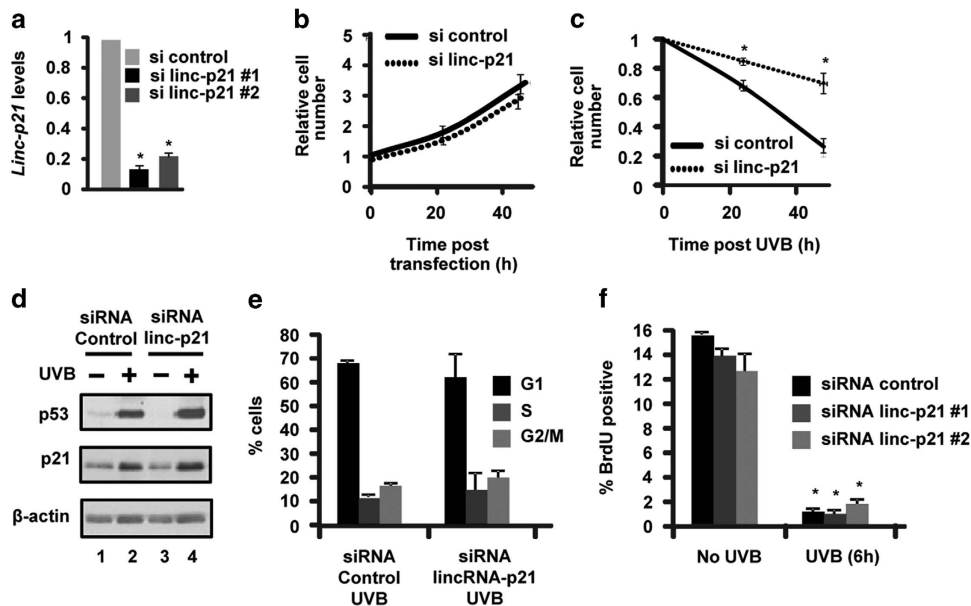 a
Linc-p21 levels
1
0.8
0.6
0.4
0.2
0
si control
si linc-p21 #1
si linc-p21 #2
*
*
b
Relative cell
number
5
4
3
2
1
0
si control
si linc-p21
0
20
40
Time post
transfection (h)
c
Relative cell
number
1
0.8
0.6
0.4
0.2
0
*
*
si control
si linc-p21
0
20
40
Time post UVB (h)
d
siRNA
Control
siRNA
linc-p21
UVB
– + – +
p53
p21
β-actin
1 2 3 4
e
% cells
80
70
60
50
40
30
20
10
0
G1
S
G2/M
siRNA
Control
UVB
siRNA
lincRNA-p21
UVB
f
% BrdU positive
16
14
12
10
8
6
4
2
0
siRNA control
siRNA linc-p21 #1
siRNA linc-p21 #2
* * *
No UVB
UVB (6h)